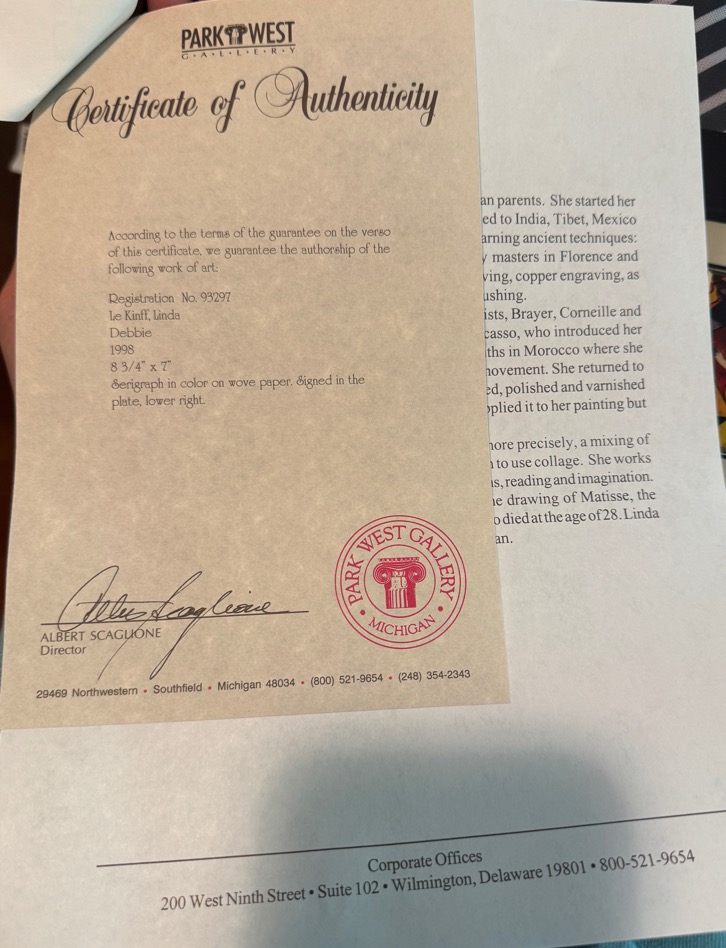 PARK WEST
G·A·L·L·E·R·Y
Certificate of Authenticity
According to the terms of the guarantee on the verso
of this certificate, we guarantee the authorship of the
following work of art:
Registration No. 93297
Le Kinff, Linda
Debbie
1998
8 3/4" x 7"
Serigraph in color on wove paper. Signed in the
plate, lower right.
Albert Scaglione
ALBERT SCAGLIONE
Director
PARK WEST GALLERY
• MICHIGAN •
29469 Northwestern • Southfield • Michigan 48034 • (800) 521-9654 • (248) 354-2343
an parents. She started her
ed to India, Tibet, Mexico
arning ancient techniques:
masters in Florence and
ving, copper engraving, as
ushing.
ists, Brayer, Corneille and
casso, who introduced her
ths in Morocco where she
novement. She returned to
ed, polished and varnished
pplied it to her painting but
nore precisely, a mixing of
to use collage. She works
s, reading and imagination.
e drawing of Matisse, the
o died at the age of 28. Linda
an.
Corporate Offices
200 West Ninth Street • Suite 102 • Wilmington, Delaware 19801 • 800-521-9654